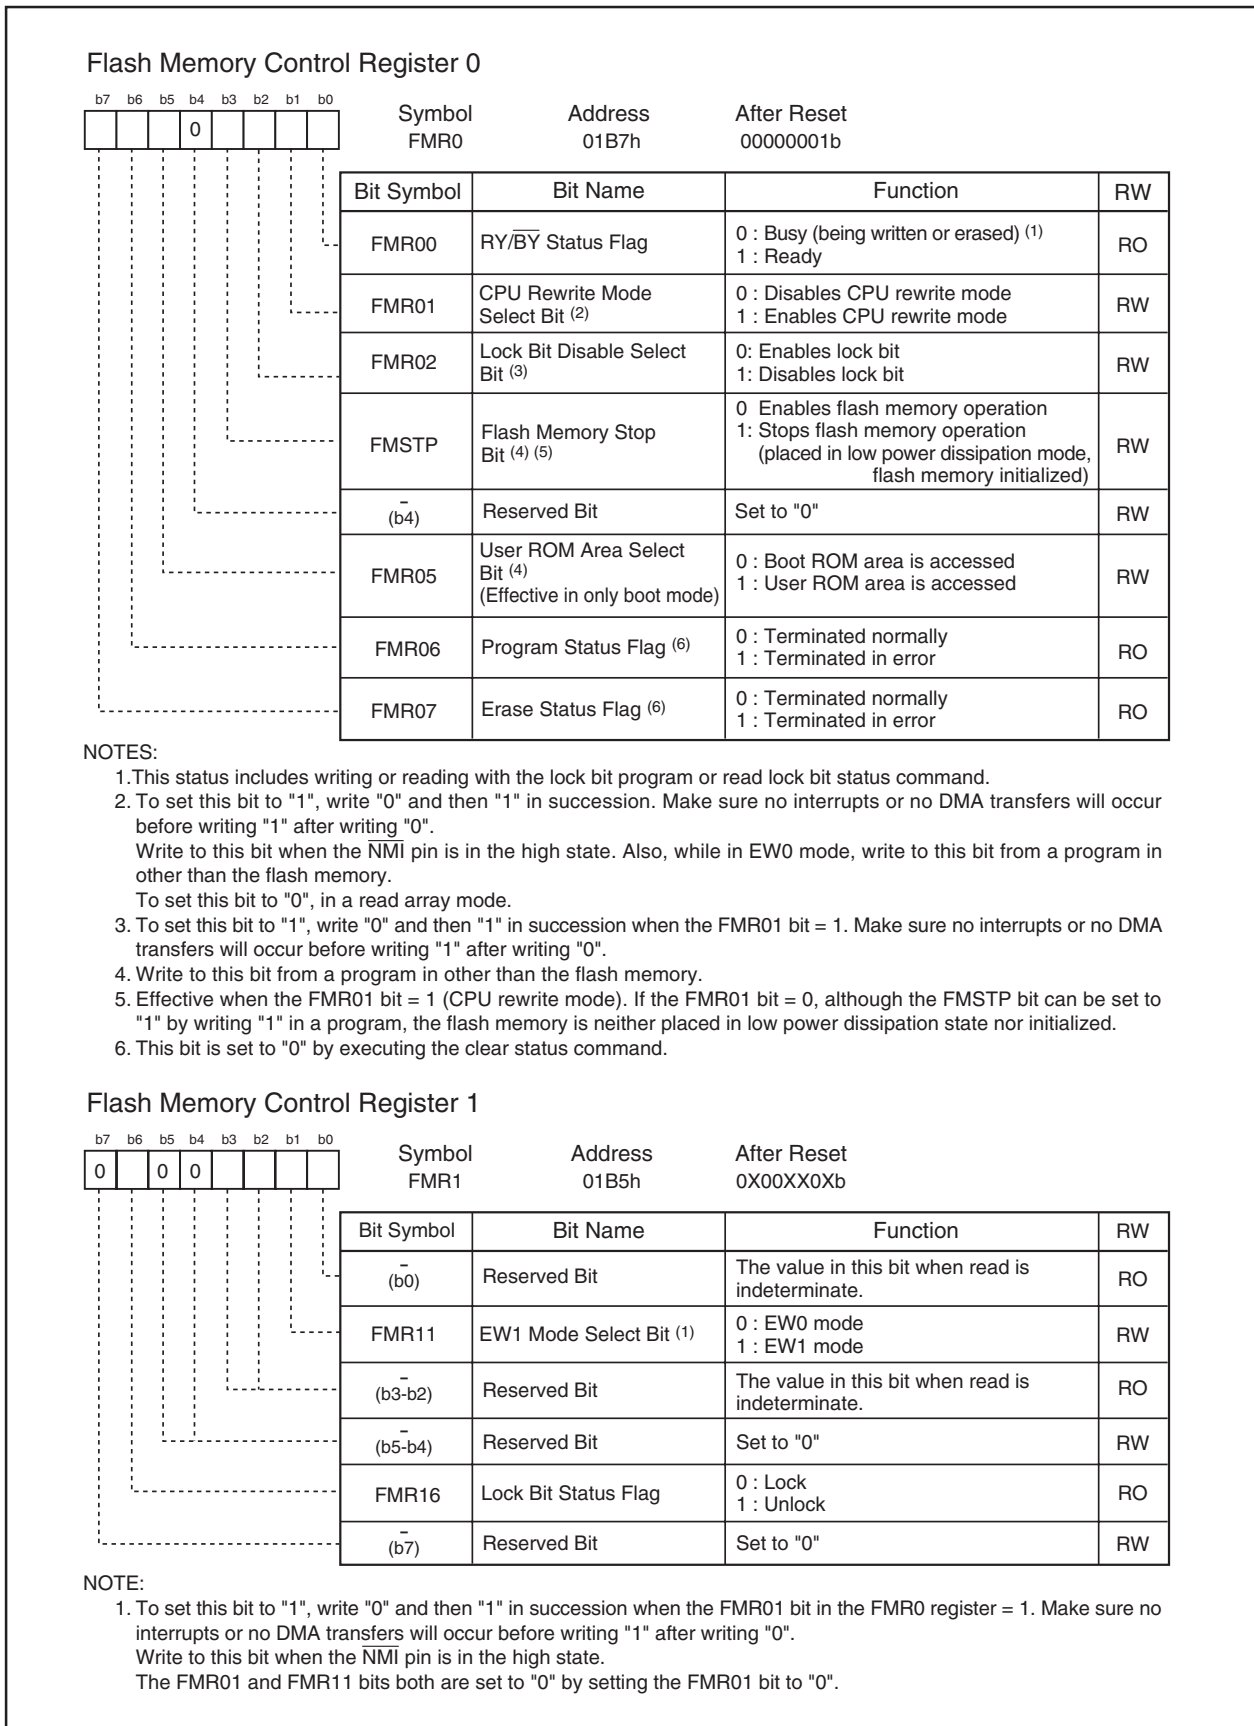 Flash Memory Control Register 0
b7 b6 b5 b4 b3 b2 b1 b0
Symbol Address After Reset
0
FMR0 01B7h 00000001b
Bit Symbol Bit Name Function RW
FMR00 RY/BY Status Flag 0 : Busy (being written or erased) (1) RO
1 : Ready
FMR01 CPU Rewrite Mode 0 : Disables CPU rewrite mode RW
Select Bit (2) 1 : Enables CPU rewrite mode
FMR02 Lock Bit Disable Select 0: Enables lock bit RW
Bit (3) 1: Disables lock bit
0 Enables flash memory operation
FMSTP Flash Memory Stop 1: Stops flash memory operation RW
Bit (4) (5) (placed in low power dissipation mode,
flash memory initialized)
– Reserved Bit Set to "0" RW
(b4)
User ROM Area Select
FMR05 Bit (4) 0 : Boot ROM area is accessed RW
(Effective in only boot mode) 1 : User ROM area is accessed
FMR06 Program Status Flag (6) 0 : Terminated normally RO
1 : Terminated in error
FMR07 Erase Status Flag (6) 0 : Terminated normally RO
1 : Terminated in error
NOTES:
1.This status includes writing or reading with the lock bit program or read lock bit status command.
2. To set this bit to "1", write "0" and then "1" in succession. Make sure no interrupts or no DMA transfers will occur
before writing "1" after writing "0".
Write to this bit when the NMI pin is in the high state. Also, while in EW0 mode, write to this bit from a program in
other than the flash memory.
To set this bit to "0", in a read array mode.
3. To set this bit to "1", write "0" and then "1" in succession when the FMR01 bit = 1. Make sure no interrupts or no DMA
transfers will occur before writing "1" after writing "0".
4. Write to this bit from a program in other than the flash memory.
5. Effective when the FMR01 bit = 1 (CPU rewrite mode). If the FMR01 bit = 0, although the FMSTP bit can be set to
"1" by writing "1" in a program, the flash memory is neither placed in low power dissipation state nor initialized.
6. This bit is set to "0" by executing the clear status command.
Flash Memory Control Register 1
b7 b6 b5 b4 b3 b2 b1 b0
Symbol Address After Reset
0 0 0
FMR1 01B5h 0X00XX0Xb
Bit Symbol Bit Name Function RW
– Reserved Bit The value in this bit when read is RO
(b0) indeterminate.
FMR11 EW1 Mode Select Bit (1) 0 : EW0 mode RW
1 : EW1 mode
– Reserved Bit The value in this bit when read is RO
(b3-b2) indeterminate.
– Reserved Bit Set to "0" RW
(b5-b4)
FMR16 Lock Bit Status Flag 0 : Lock RO
1 : Unlock
– Reserved Bit Set to "0" RW
(b7)
NOTE:
1. To set this bit to "1", write "0" and then "1" in succession when the FMR01 bit in the FMR0 register = 1. Make sure no
interrupts or no DMA transfers will occur before writing "1" after writing "0".
Write to this bit when the NMI pin is in the high state.
The FMR01 and FMR11 bits both are set to "0" by setting the FMR01 bit to "0".